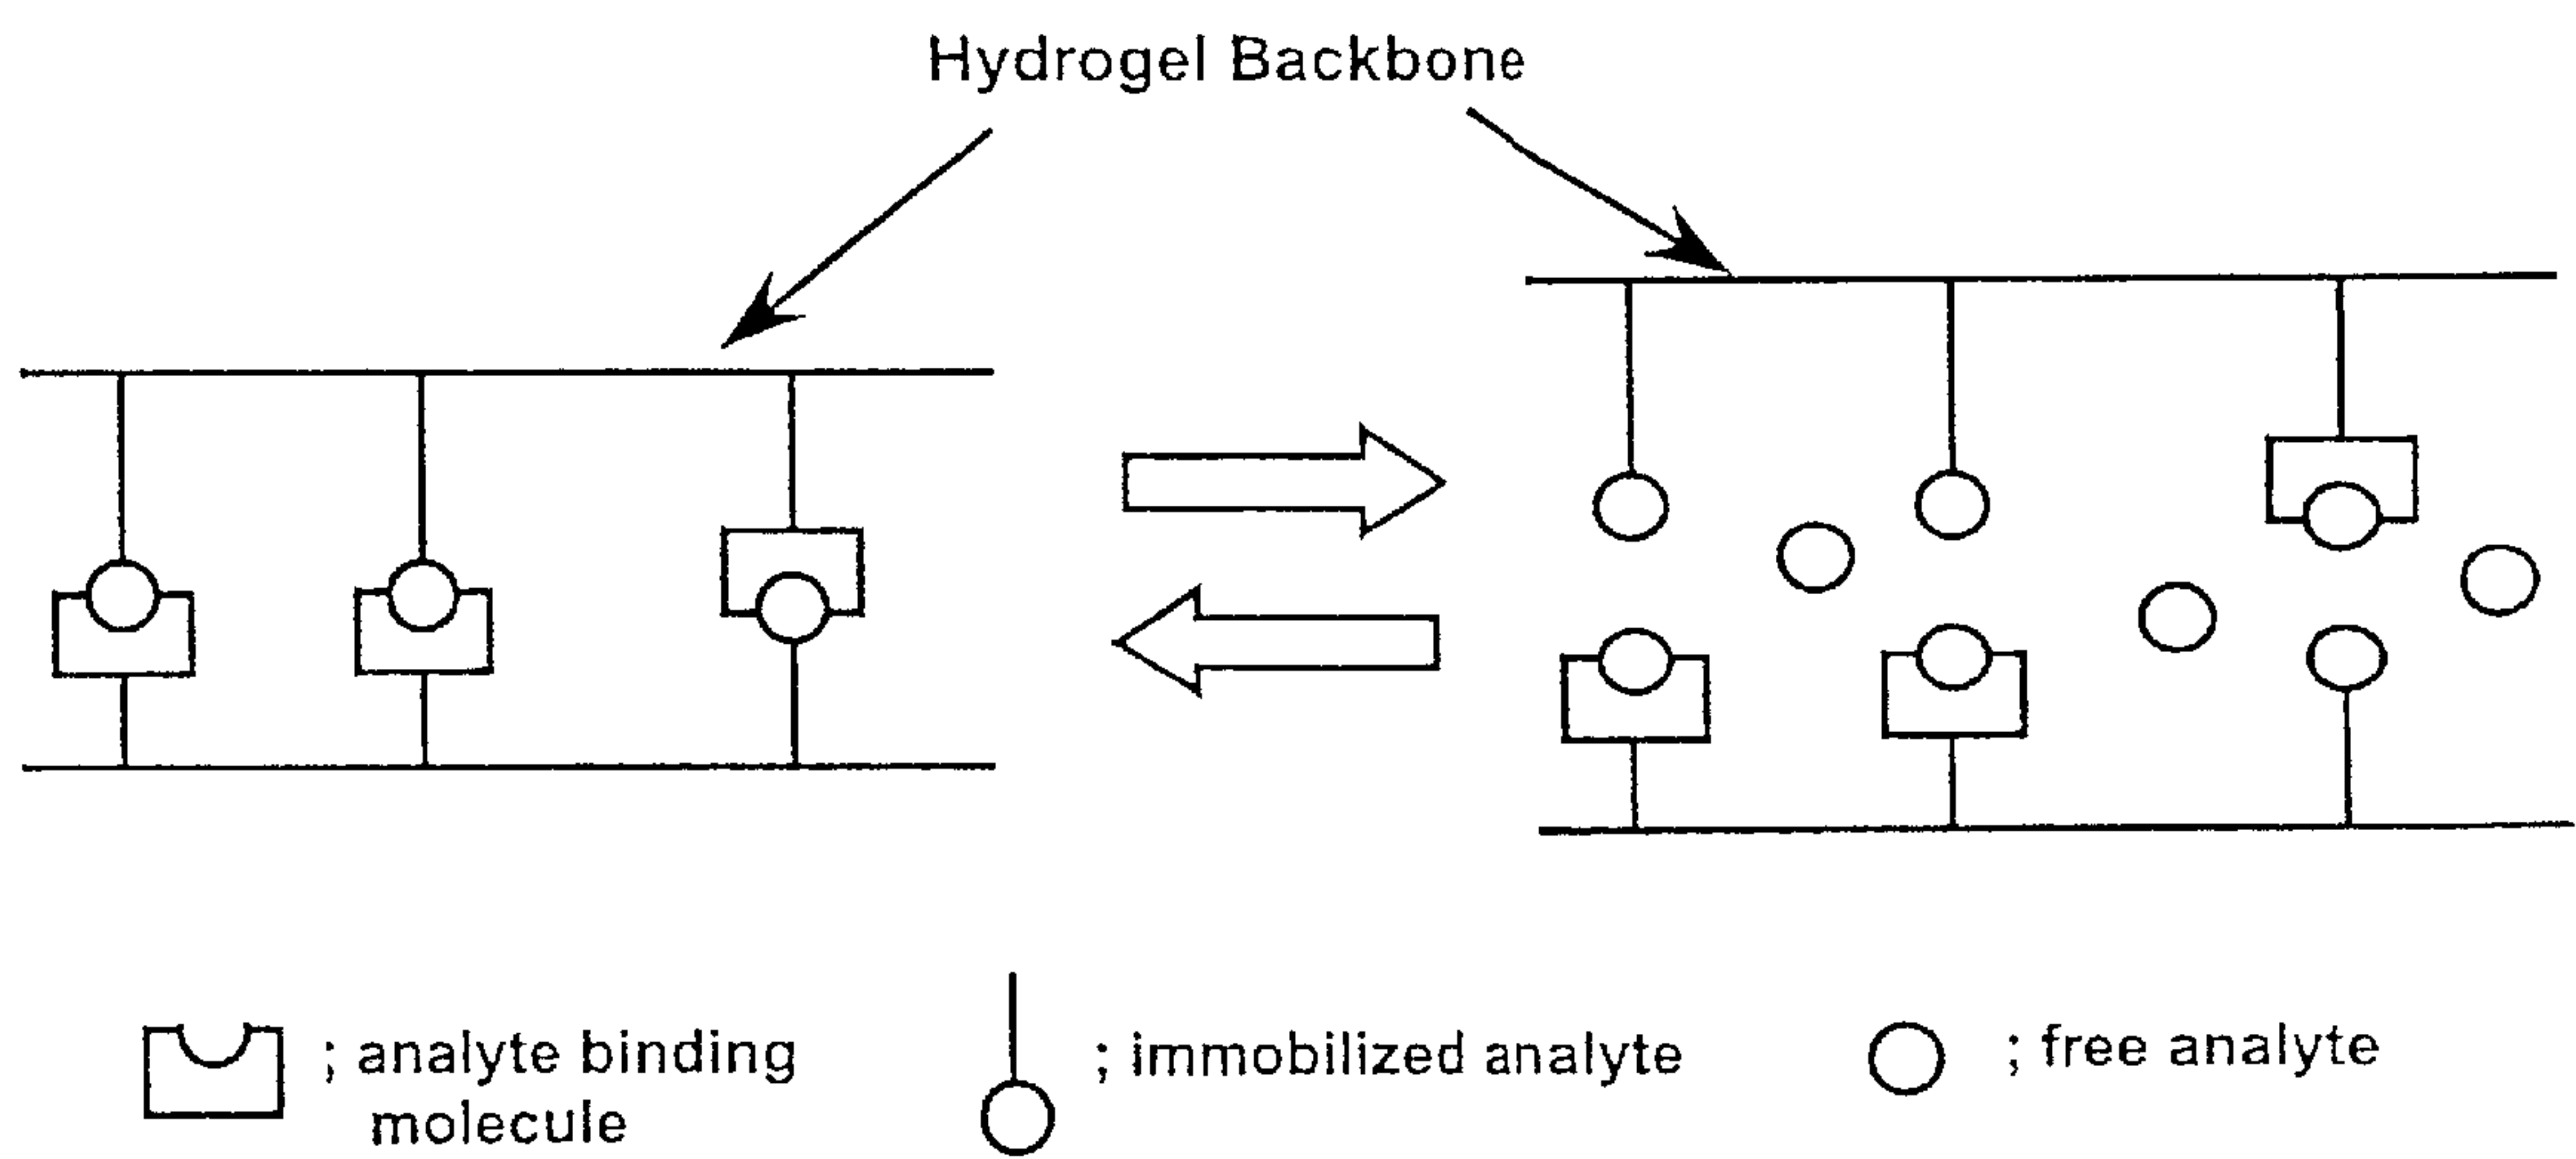 Hydrogel Backbone
; analyte binding
molecule
; immobilized analyte
; free analyte